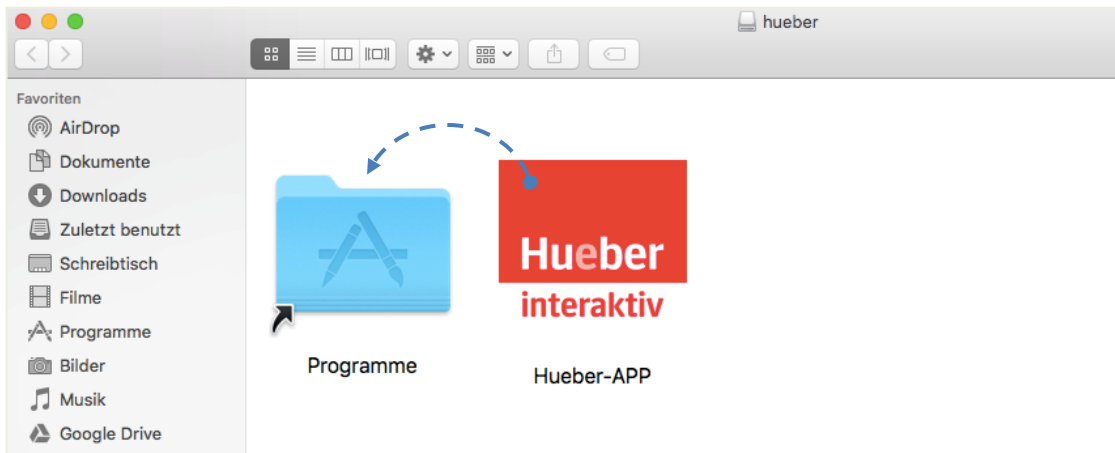 hueber
Favoriten
AirDrop
Dokumente
Downloads
Zuletzt benutzt
Schreibtisch
Filme
Programme
Bilder
Musik
Google Drive
Hueber
interaktiv
Programme
Hueber-APP